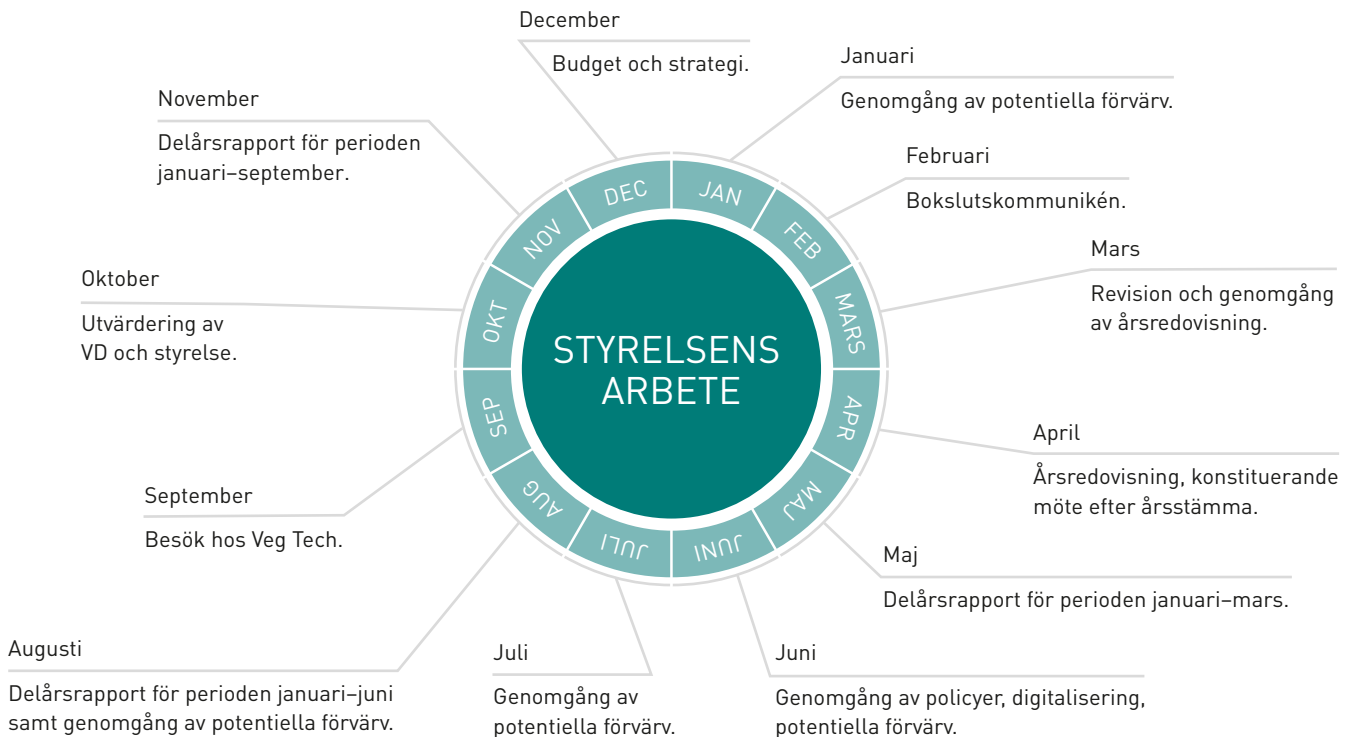 December
Budget och strategi.
Januari
Genomgång av potentiella förvärv.
Februari
Bokslutskommunikén.
Mars
Revision och genomgång
av årsredovisning.
April
Årsredovisning, konstituerande
möte efter årsstämma.
Maj
Delårsrapport för perioden januari–mars.
Juni
Genomgång av policyer, digitalisering,
potentiella förvärv.
Juli
Genomgång av
potentiella förvärv.
Augusti
Delårsrapport för perioden januari–juni
samt genomgång av potentiella förvärv.
September
Besök hos Veg Tech.
Oktober
Utvärdering av
VD och styrelse.
November
Delårsrapport för perioden
januari–september.
JAN
FEB
MARS
APR
MAJ
JUNI
JULI
AUG
SEP
OKT
NOV
DEC
STYRELSENS
ARBETE